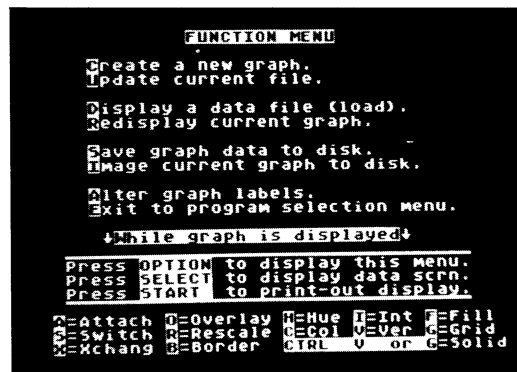 FUNCTION MENU
Create a new graph.
Update current file.
Display a data file (load).
Redisplay current graph.
Save graph data to disk.
Image current graph to disk.
Alter graph labels.
Exit to program selection menu.
↓While graph is displayed↓
Press OPTION to display this Menu.
Press SELECT to display data scrn.
Press START to print-out display.
A=Attach O=Overlay H=Hue I=Int F=Fill
S=Switch R=Rescale C=Col V=Ver G=Grid
X=Xchang B=Border CTRL V or G=Solid